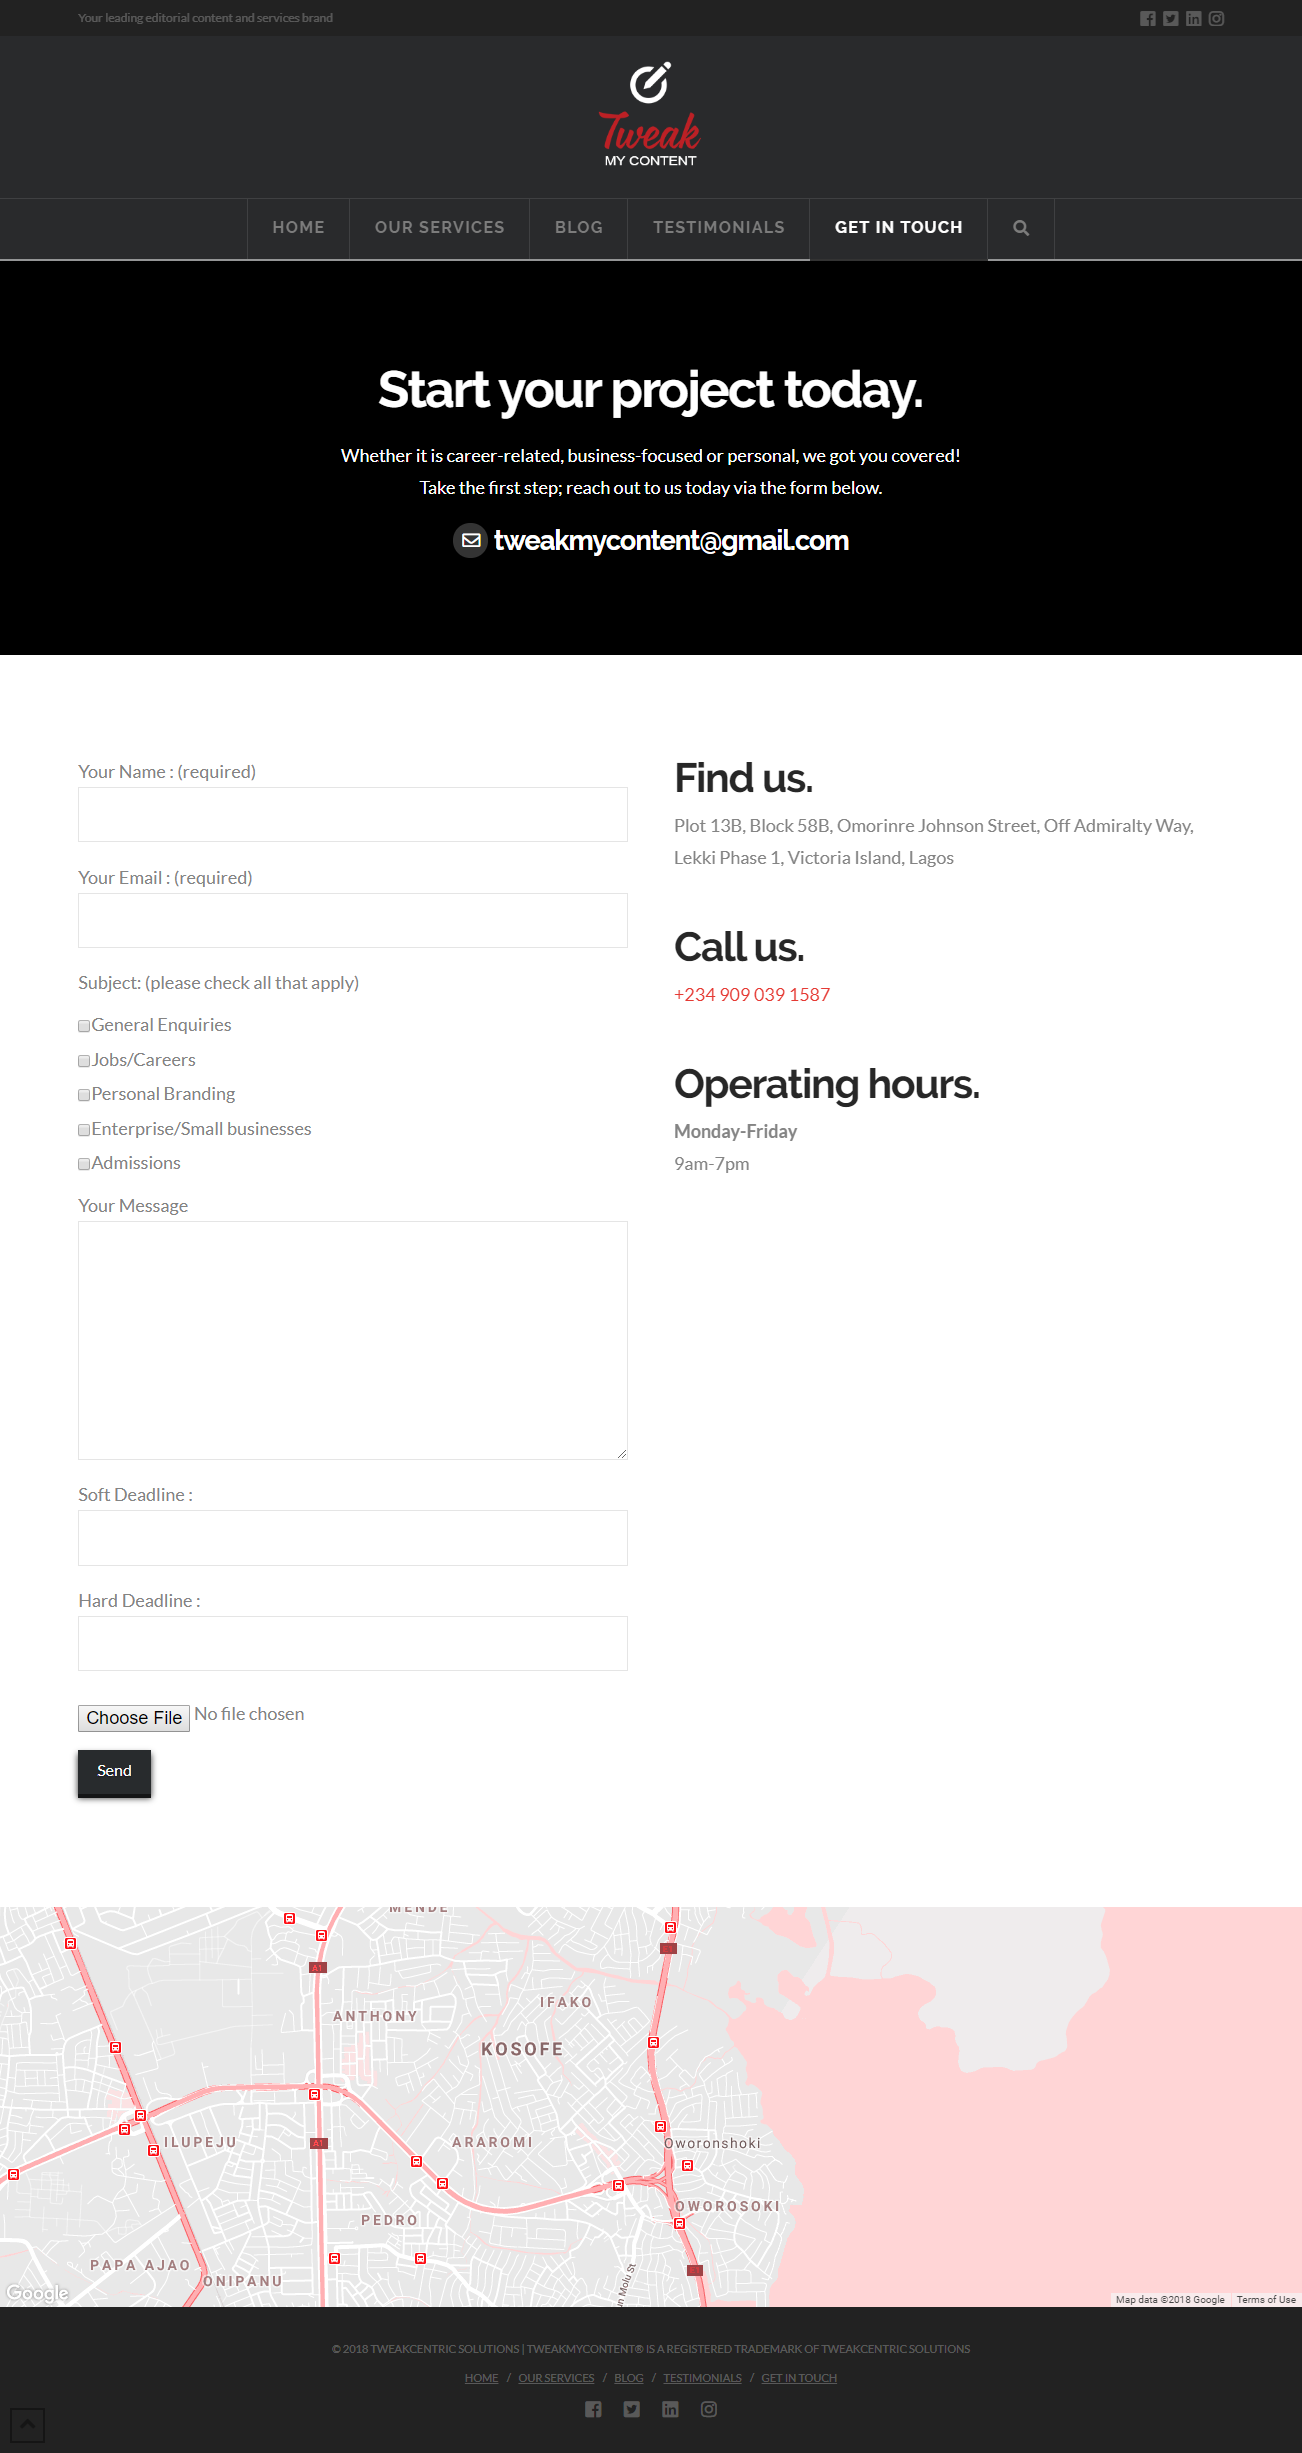 Your leading editorial content and services brand
Tweak
MY CONTENT
HOME
OUR SERVICES
BLOG
TESTIMONIALS
GET IN TOUCH
Start your project today.
Whether it is career-related, business-focused or personal, we got you covered!
Take the first step; reach out to us today via the form below.
tweakmycontent@gmail.com
Your Name : (required)
Your Email : (required)
Subject: (please check all that apply)
General Enquiries
Jobs/Careers
Personal Branding
Enterprise/Small businesses
Admissions
Your Message
Soft Deadline :
Hard Deadline :
Choose File No file chosen
Send
Find us.
Plot 13B, Block 58B, Omorinre Johnson Street, Off Admiralty Way,
Lekki Phase 1, Victoria Island, Lagos
Call us.
+234 909 039 1587
Operating hours.
Monday-Friday
9am-7pm
MENDE
A1
IFAKO
ANTHONY
KOSOFE
ILUPEJU
A1
ARAROMI
Oworonshoki
OWOROSOKI
PEDRO
PAPA AJAO
ONIPANU
Molu St
Google
Map data ©2018 Google
Terms of Use
© 2018 TWEAKCENTRIC SOLUTIONS | TWEAKMYCONTENT® IS A REGISTERED TRADEMARK OF TWEAKCENTRIC SOLUTIONS
HOME / OUR SERVICES / BLOG / TESTIMONIALS / GET IN TOUCH